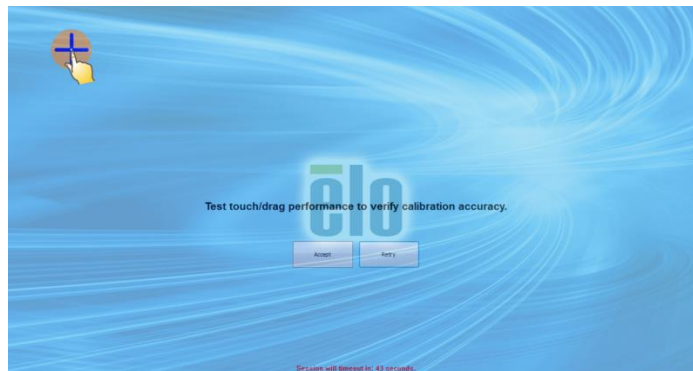 elo
Test touch/drag performance to verify calibration accuracy.
Accept
Retry
Session will timeout in: 43 seconds.